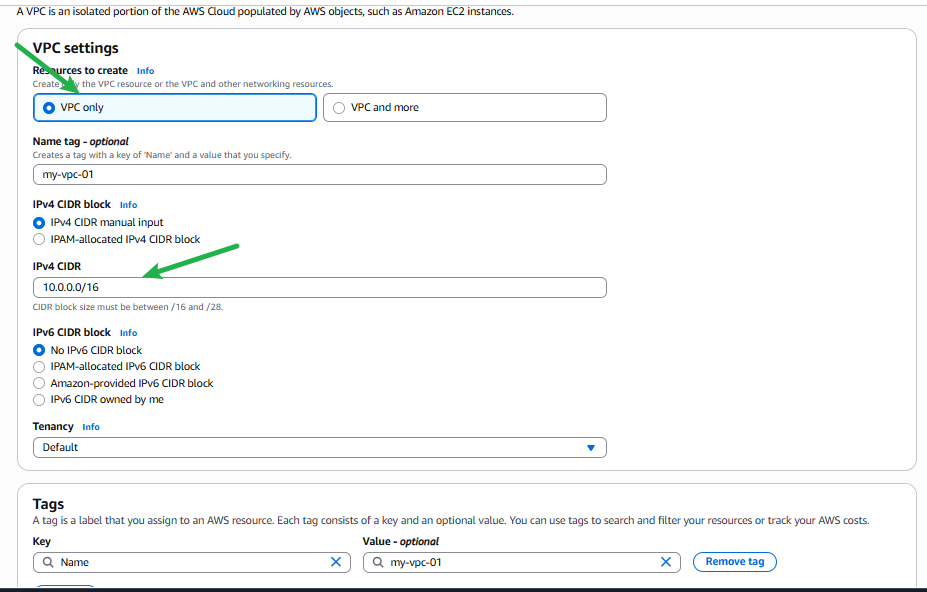 A VPC is an isolated portion of the AWS Cloud populated by AWS objects, such as Amazon EC2 instances.
VPC settings
Resources to create Info
the VPC resource or the VPC and other networking resources.
VPC only VPC and more
Name tag - optional
Creates a tag with a key of 'Name' and a value that you specify.
my-vpc-01
IPv4 CIDR block Info
IPv4 CIDR manual input
IPAM-allocated IPv4 CIDR block
IPv4 CIDR
10.0.0.0/16
CIDR block size must be between /16 and /28.
IPv6 CIDR block Info
No IPv6 CIDR block
IPAM-allocated IPv6 CIDR block
Amazon-provided IPv6 CIDR block
IPv6 CIDR owned by me
Tenancy Info
Default
Tags
A tag is a label that you assign to an AWS resource. Each tag consists of a key and an optional value. You can use tags to search and filter your resources or track your AWS costs.
Key Value - optional
Name my-vpc-01 Remove tag